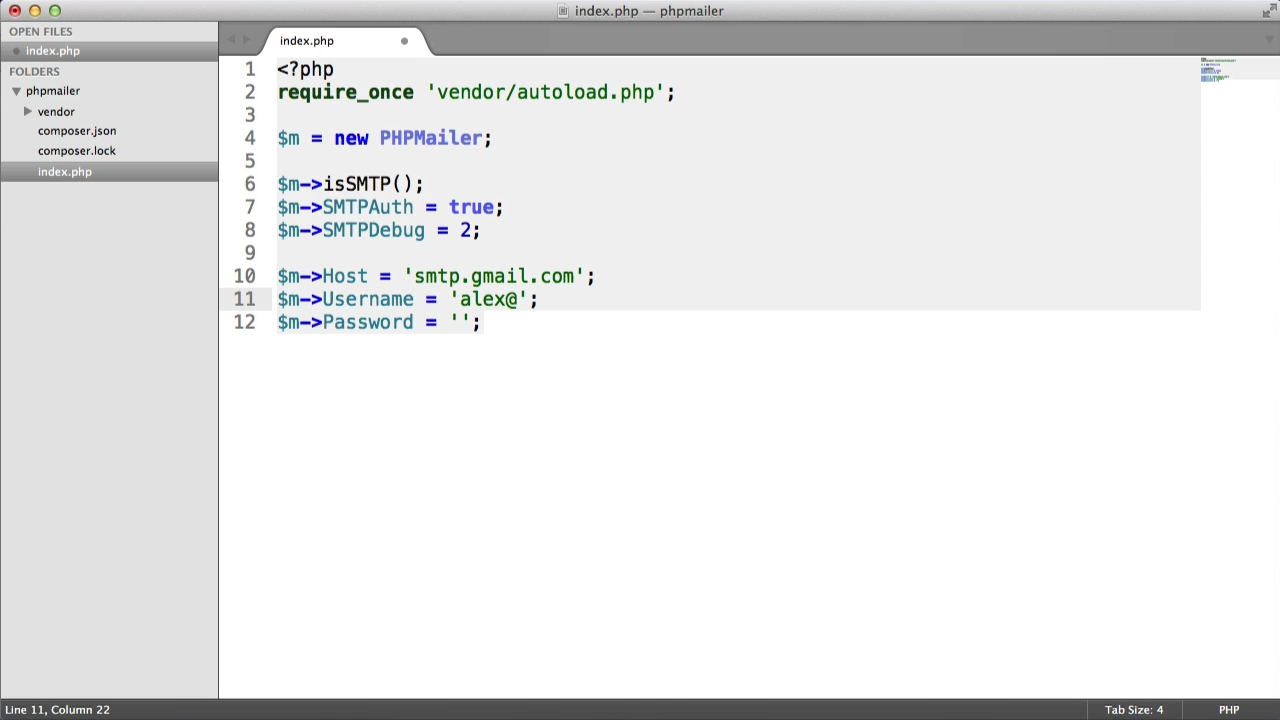 index.php — phpmailer
OPEN FILES
index.php
FOLDERS
phpmailer
vendor
composer.json
composer.lock
index.php
index.php
1 <?php
2 require_once 'vendor/autoload.php';
3
4 $m = new PHPMailer;
5
6 $m->isSMTP();
7 $m->SMTPAuth = true;
8 $m->SMTPDebug = 2;
9
10 $m->Host = 'smtp.gmail.com';
11 $m->Username = 'alex@';
12 $m->Password = '';
Line 11, Column 22
Tab Size: 4
PHP